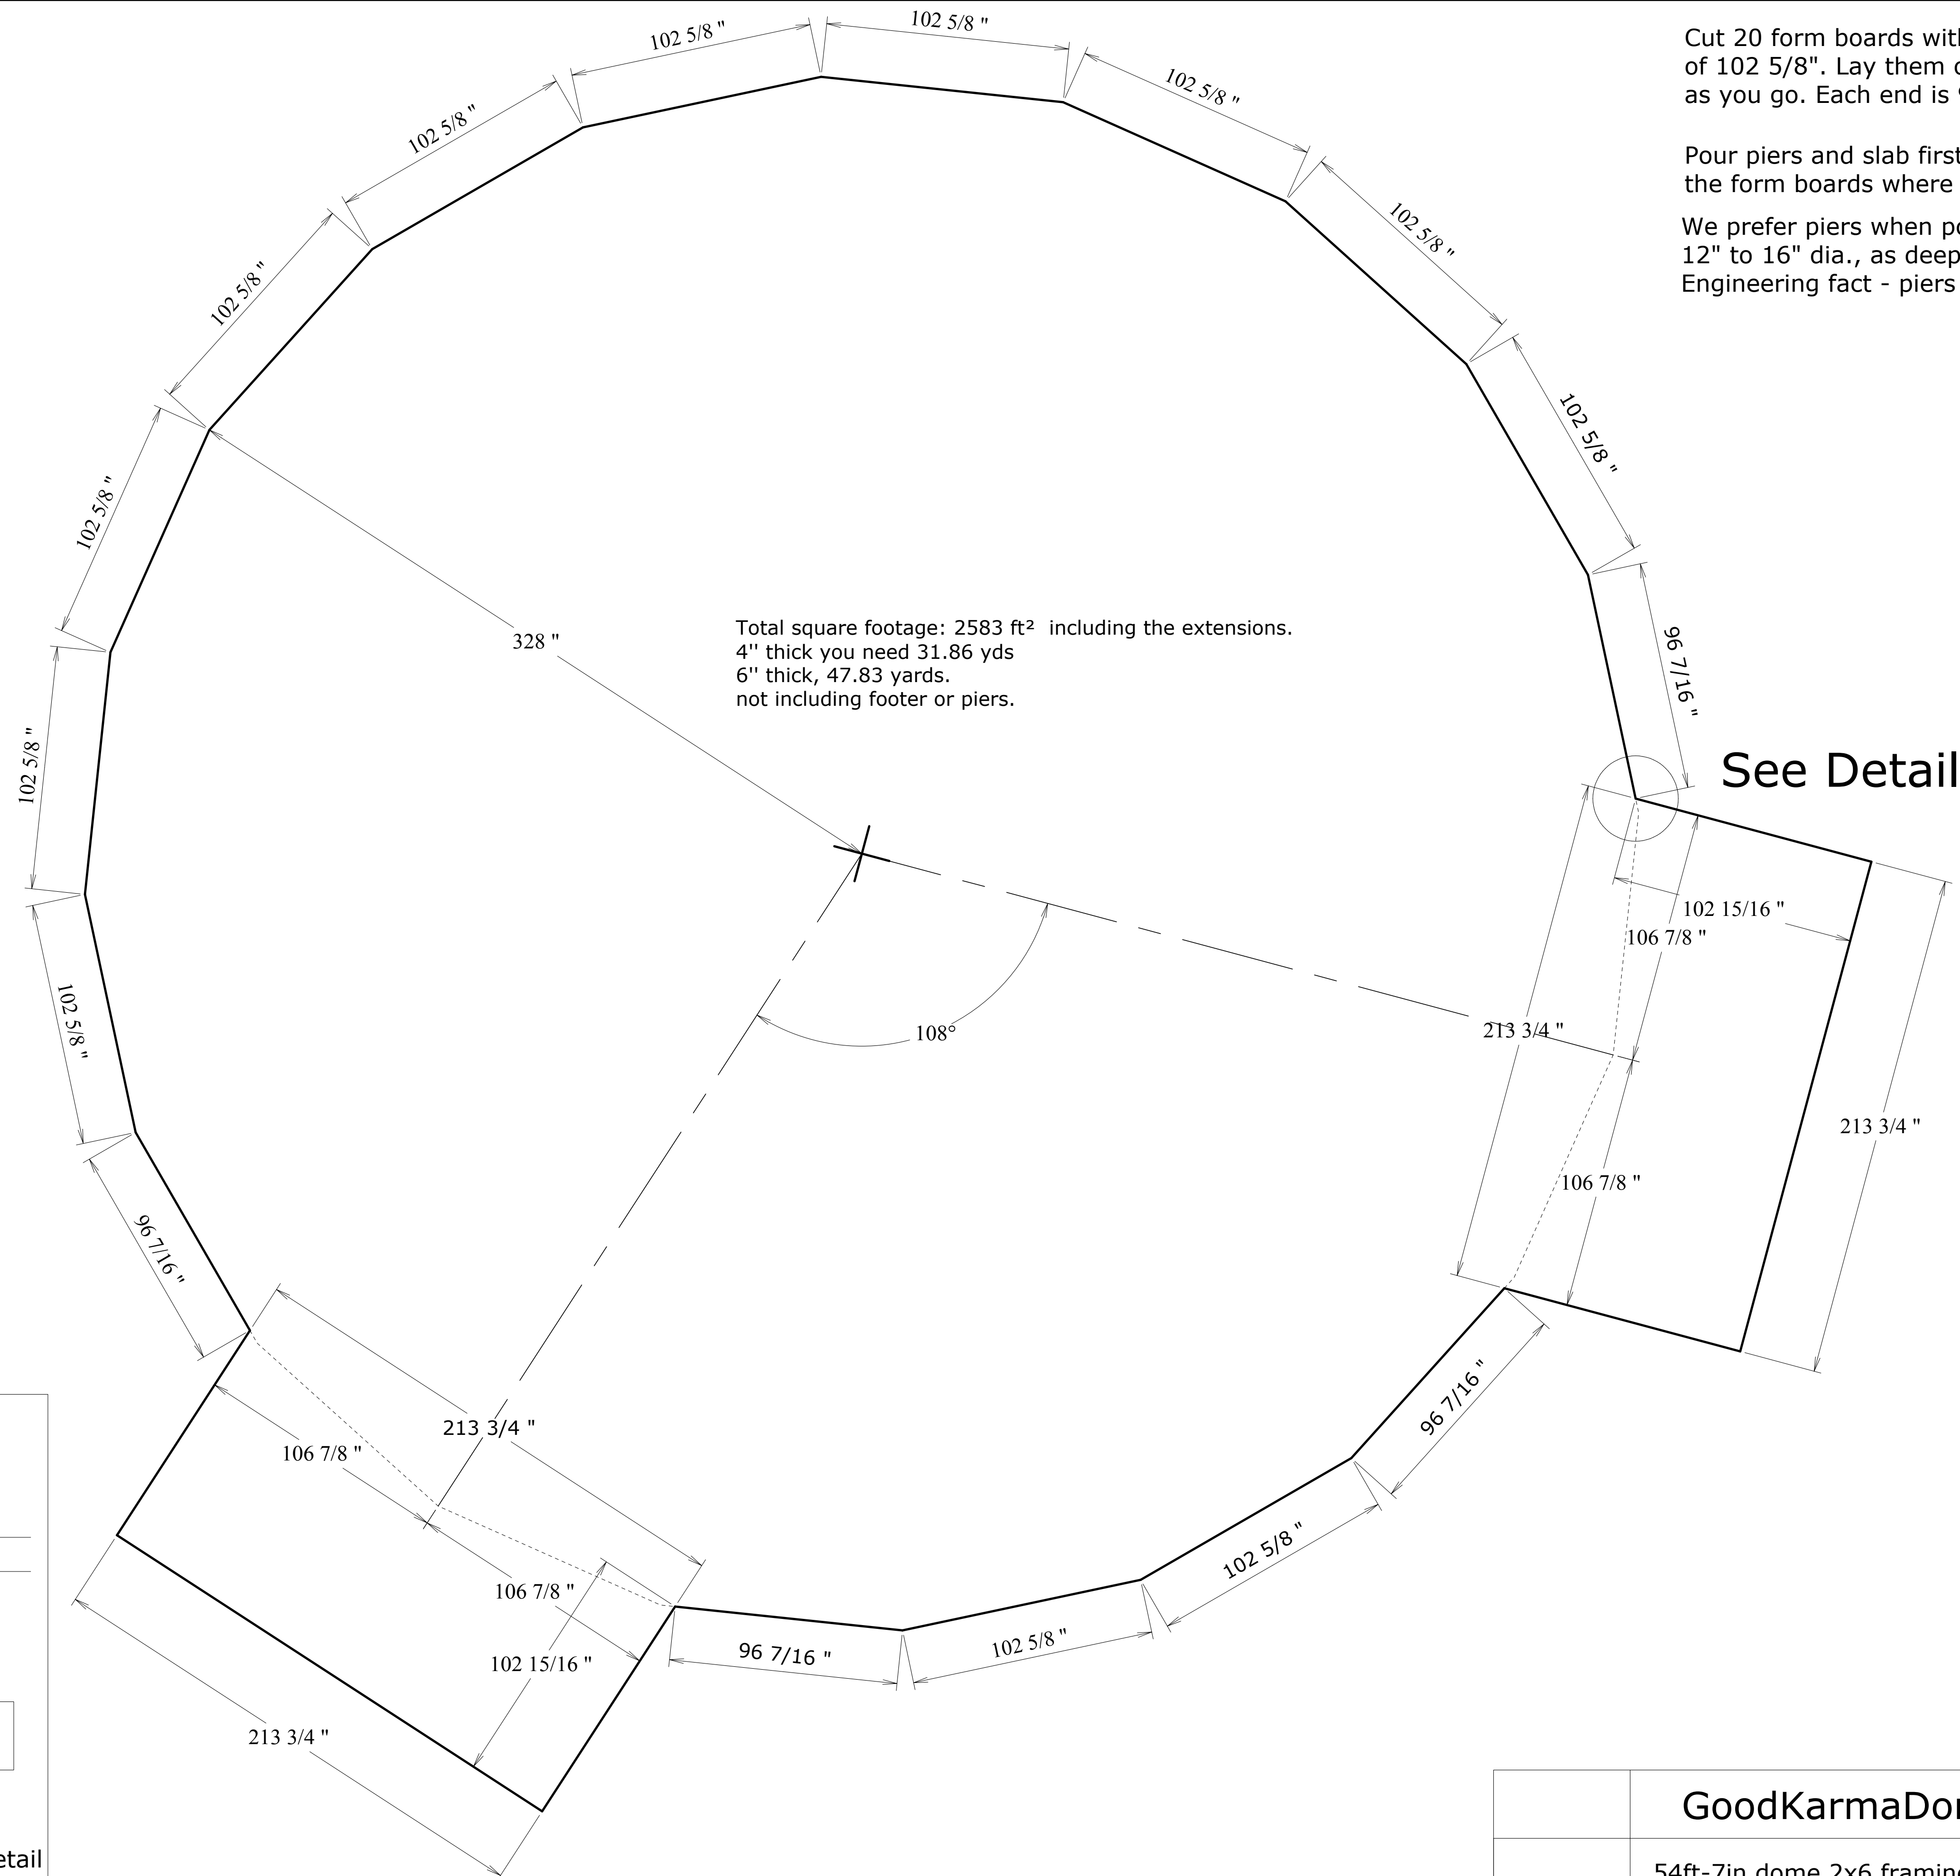 102 5/8 "
102 5/8 "
102 5/8 "
102 5/8 "
102 5/8 "
102 5/8 "
102 5/8 "
102 5/8 "
102 5/8 "
102 5/8 "
102 5/8 "
96 7/16 "
96 7/16 "
Cut 20 form boards with
of 102 5/8". Lay them
as you go. Each end is
Pour piers and slab first
the form boards where
We prefer piers when
12" to 16" dia., as deep
Engineering fact - piers
328 "
Total square footage: 2583 ft² including the extensions.
4" thick you need 31.86 yds
6" thick, 47.83 yards.
not including footer or piers.
See Detail
102 15/16 "
106 7/8 "
213 3/4 "
108°
213 3/4 "
106 7/8 "
213 3/4 "
106 7/8 "
106 7/8 "
102 15/16 "
213 3/4 "
96 7/16 "
102 5/8 "
102 5/8 "
96 7/16 "
etail
GoodKarmaDo
54ft-7in dome 2x6 framing